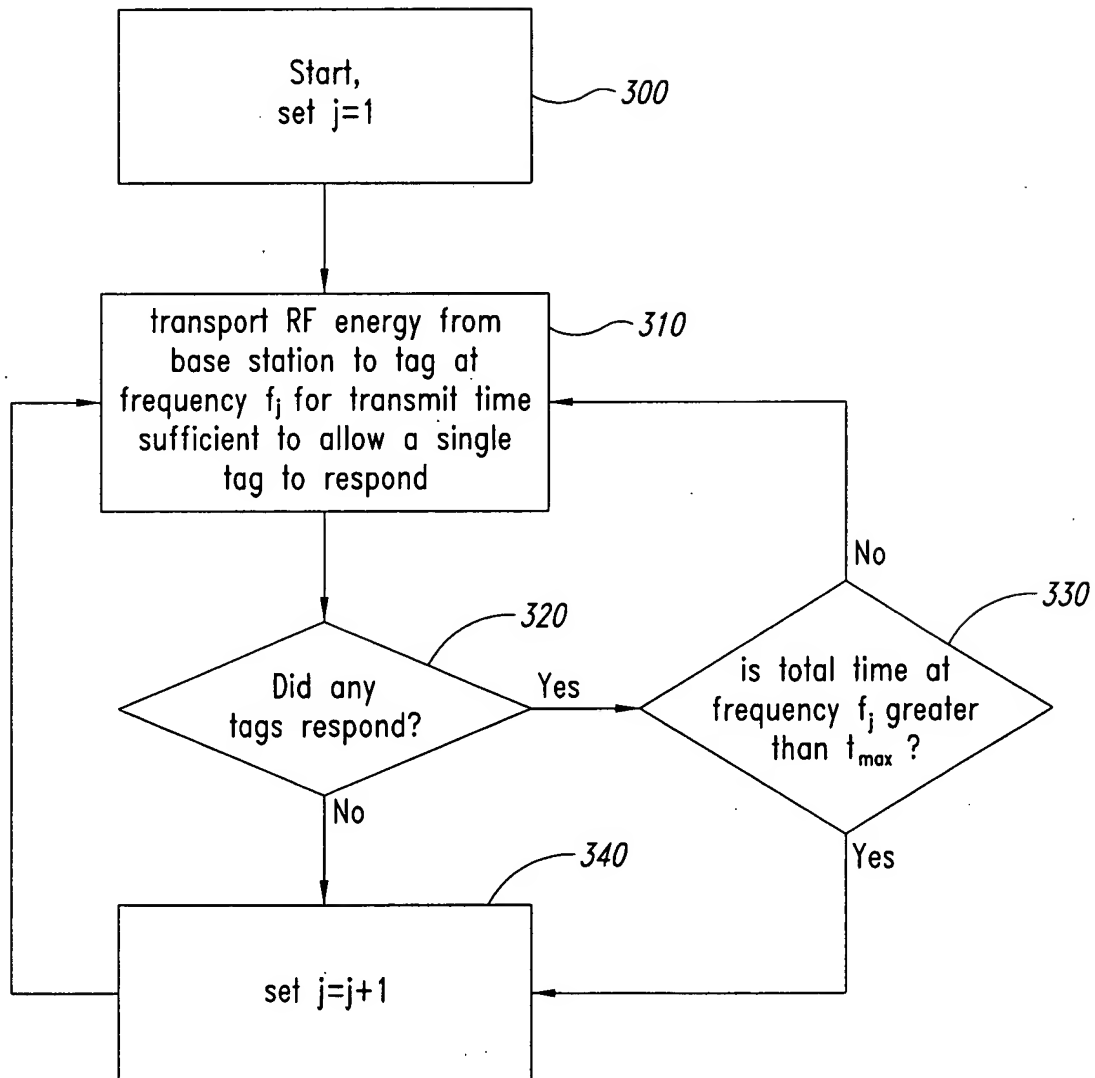 Start,
set j=1
300
transport RF energy from
base station to tag at
frequency fj for transmit time
sufficient to allow a single
tag to respond
310
No
320
330
Did any
tags respond?
Yes
is total time at
frequency fj greater
than tmax ?
No
340
Yes
set j=j+1